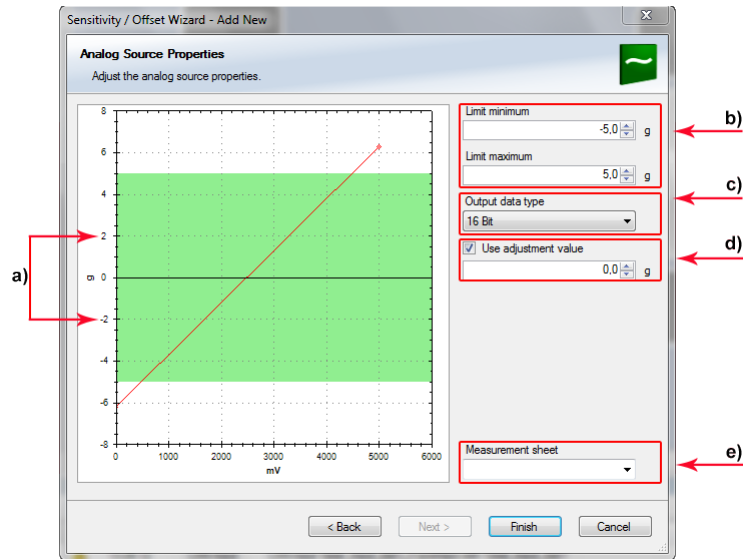 Sensitivity / Offset Wizard - Add New
Analog Source Properties
Adjust the analog source properties.
8
6
4
2
0
-2
-4
-6
-8
g
0
1000
2000
3000
4000
5000
6000
mV
Limit minimum
-5,0 g
Limit maximum
5,0 g
Output data type
16 Bit
Use adjustment value
0,0 g
Measurement sheet
< Back
Next >
Finish
Cancel
a)
b)
c)
d)
e)